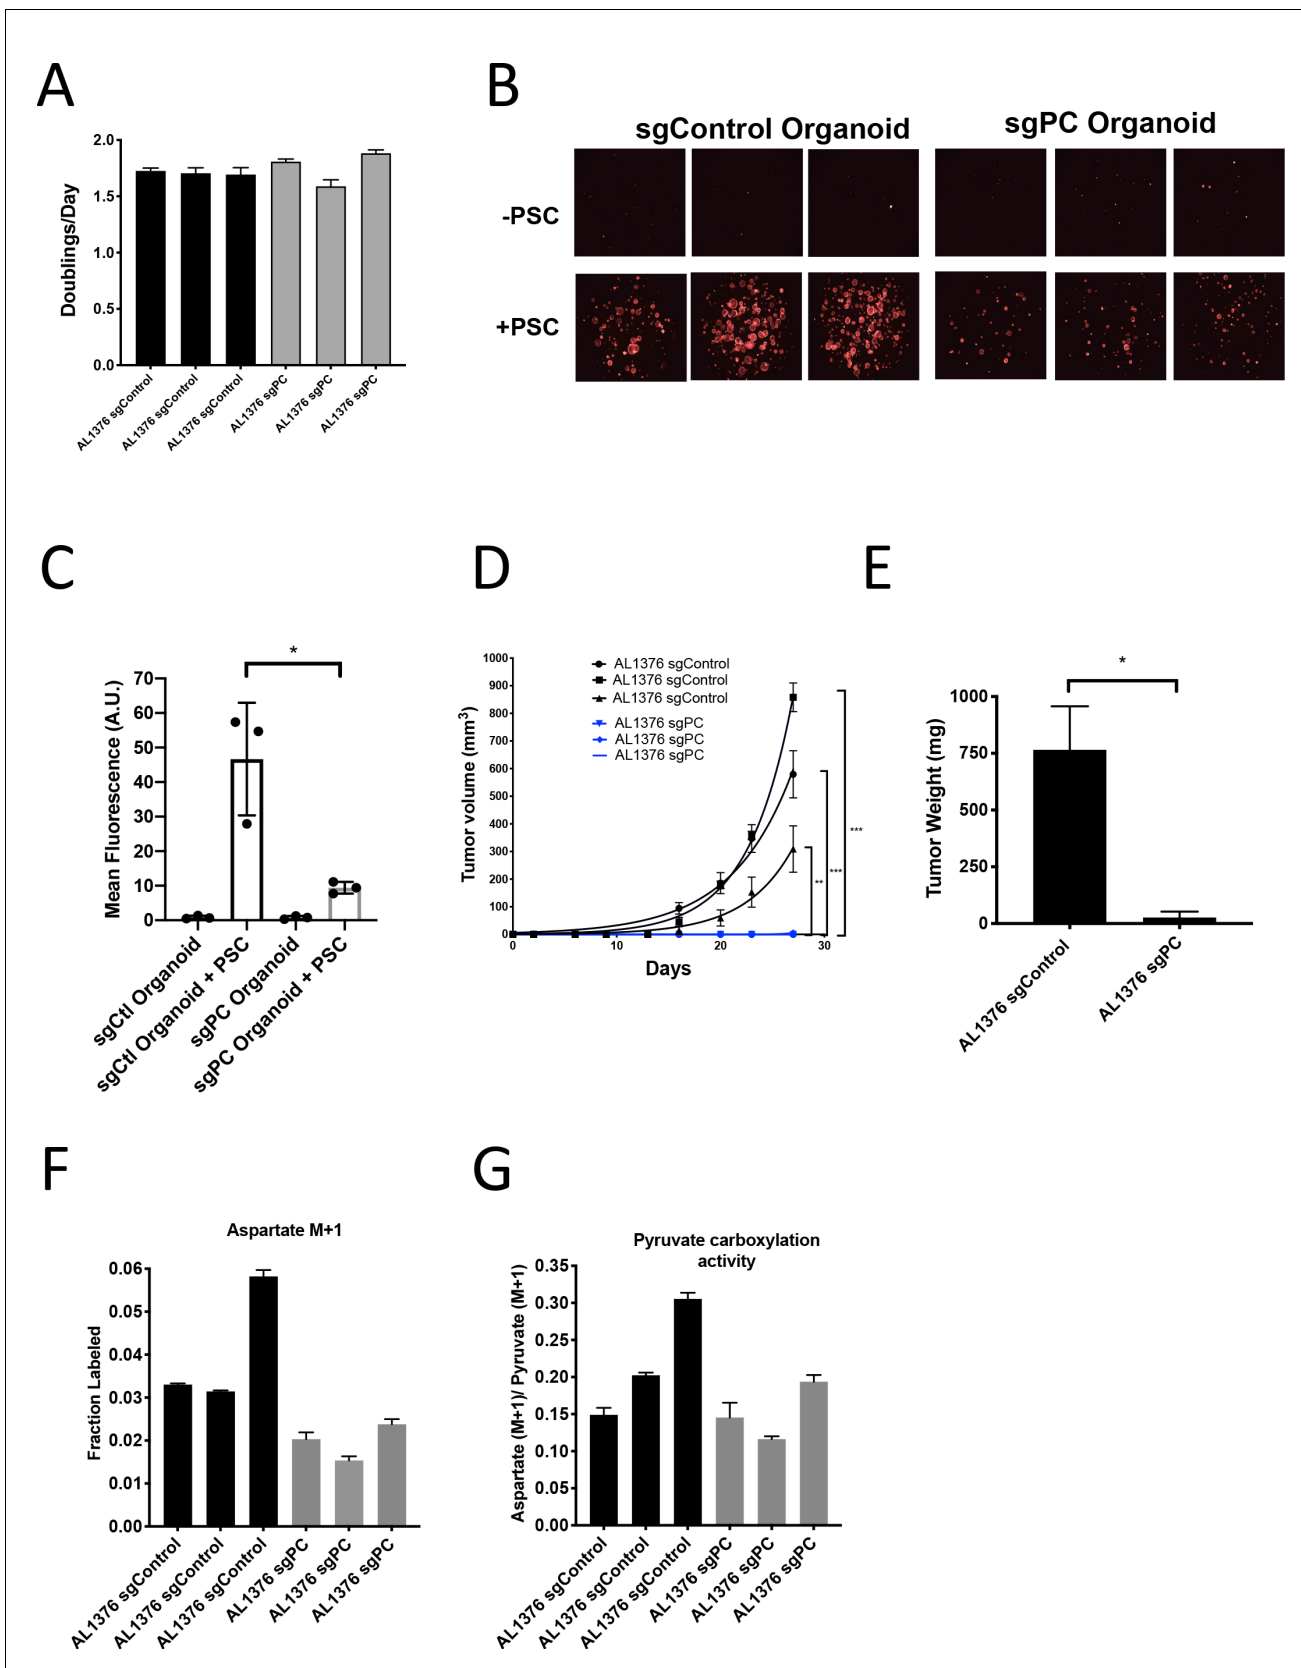 A
2.0
1.5
1.0
0.5
0.0
Doublings/Day
AL1376 sgControl
AL1376 sgControl
AL1376 sgControl
AL1376 sgPC
AL1376 sgPC
AL1376 sgPC
B
sgControl Organoid
sgPC Organoid
-PSC
+PSC
C
*
70
60
50
40
30
20
10
0
Mean Fluorescence (A.U.)
sgCtl Organoid
sgCtl Organoid + PSC
sgPC Organoid
sgPC Organoid + PSC
D
1000
900
800
700
600
500
400
300
200
100
0
Tumor volume (mm3)
AL1376 sgControl
AL1376 sgControl
AL1376 sgControl
AL1376 sgPC
AL1376 sgPC
AL1376 sgPC
**
***
***
0
10
20
30
Days
E
*
1000
750
500
250
0
Tumor Weight (mg)
AL1376 sgControl
AL1376 sgPC
F
Aspartate M+1
0.06
0.05
0.04
0.03
0.02
0.01
0.00
Fraction Labeled
AL1376 sgControl
AL1376 sgControl
AL1376 sgControl
AL1376 sgPC
AL1376 sgPC
AL1376 sgPC
G
Pyruvate carboxylation
activity
0.35
0.30
0.25
0.20
0.15
0.10
0.05
0.00
Aspartate (M+1)/ Pyruvate (M+1)
AL1376 sgControl
AL1376 sgControl
AL1376 sgControl
AL1376 sgPC
AL1376 sgPC
AL1376 sgPC